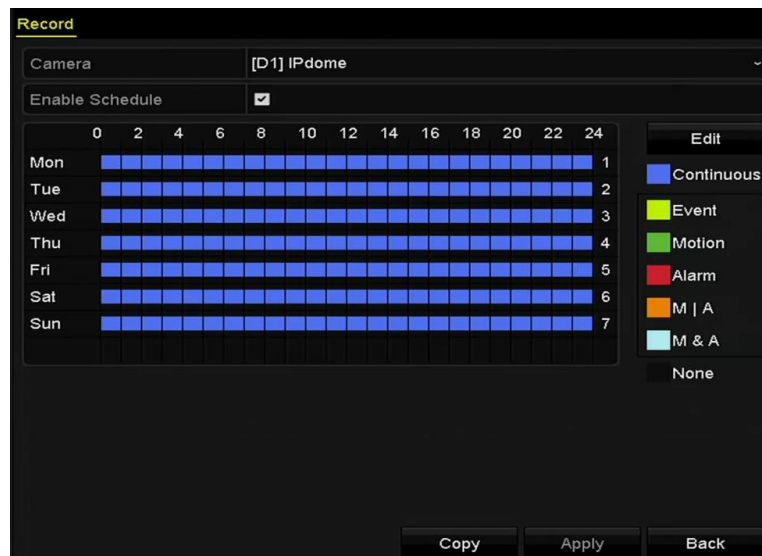 Record
Camera [D1] IPdome
Enable Schedule
0 2 4 6 8 10 12 14 16 18 20 22 24
Edit
Mon 1
Continuous
Tue 2
Wed 3
Event
Thu 4
Motion
Fri 5
Alarm
Sat 6
M | A
Sun 7
M & A
None
Copy Apply Back